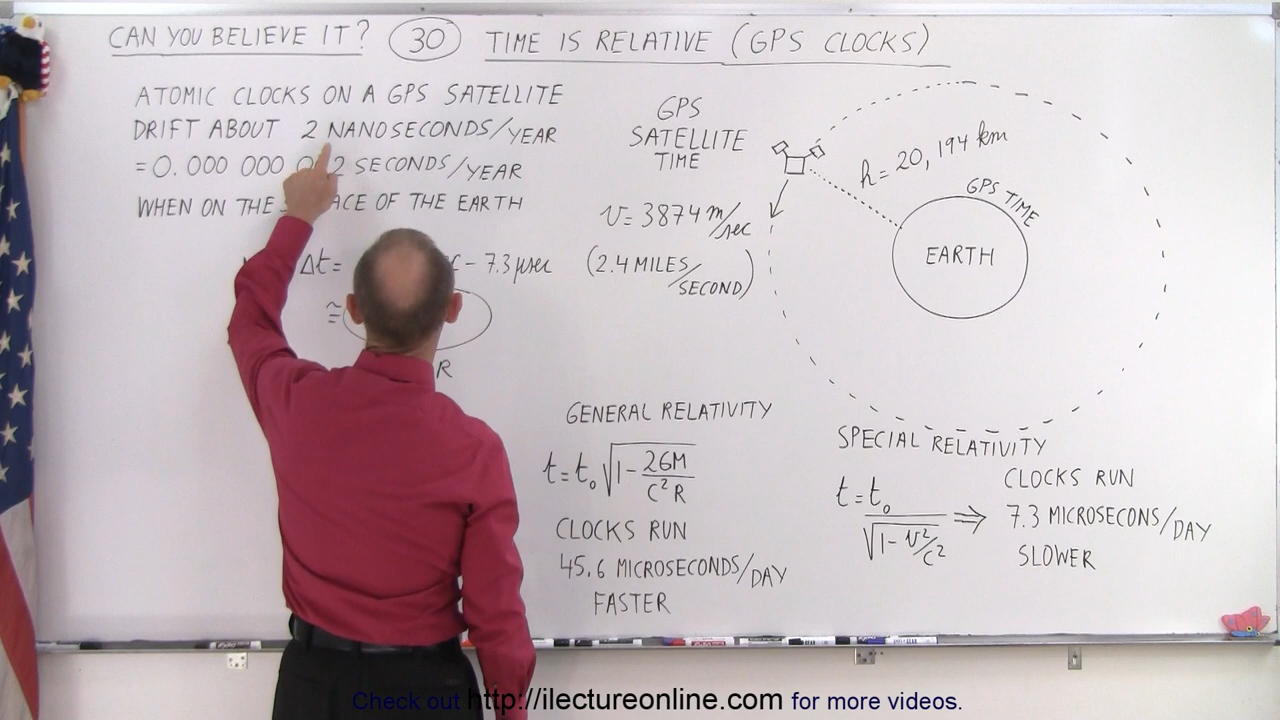 CAN YOU BELIEVE IT? 30 TIME IS RELATIVE (GPS CLOCKS)
ATOMIC CLOCKS ON A GPS SATELLITE
DRIFT ABOUT 2 NANOSECONDS/YEAR
=0.000 000 0 2 SECONDS/YEAR
WHEN ON THE OF THE EARTH
Δt= - 7.3 μsec
≅
R
GPS
SATELLITE
TIME
v = 3874 m/sec
(2.4 MILES/SECOND)
h = 20,194 km
GPS TIME
EARTH
GENERAL RELATIVITY
t = t₀ √1 - 2GM/C²R
CLOCKS RUN
45.6 MICROSECONDS/DAY
FASTER
SPECIAL RELATIVITY
t = t₀/√1 - v²/c² ⇒
CLOCKS RUN
7.3 MICROSECONS/DAY
SLOWER
Check out http://ilectureonline.com for more videos.